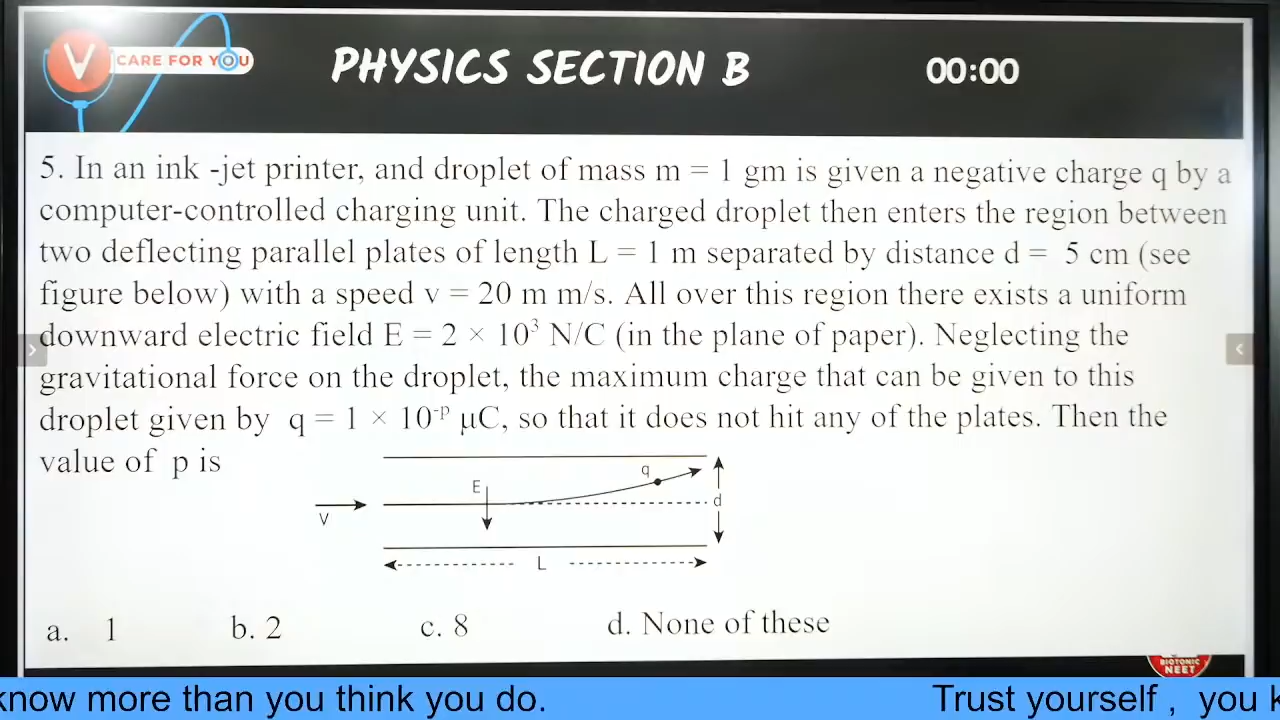 V CARE FOR YOU
PHYSICS SECTION B
00:00
5. In an ink -jet printer, and droplet of mass m = 1 gm is given a negative charge q by a
computer-controlled charging unit. The charged droplet then enters the region between
two deflecting parallel plates of length L = 1 m separated by distance d = 5 cm (see
figure below) with a speed v = 20 m m/s. All over this region there exists a uniform
downward electric field E = 2 × 10³ N/C (in the plane of paper). Neglecting the
gravitational force on the droplet, the maximum charge that can be given to this
droplet given by q = 1 × 10⁻ᵖ μC, so that it does not hit any of the plates. Then the
value of p is
q
E
d
V
L
a. 1 b. 2 c. 8 d. None of these
BIOTONIC
NEET
know more than you think you do. Trust yourself , you k